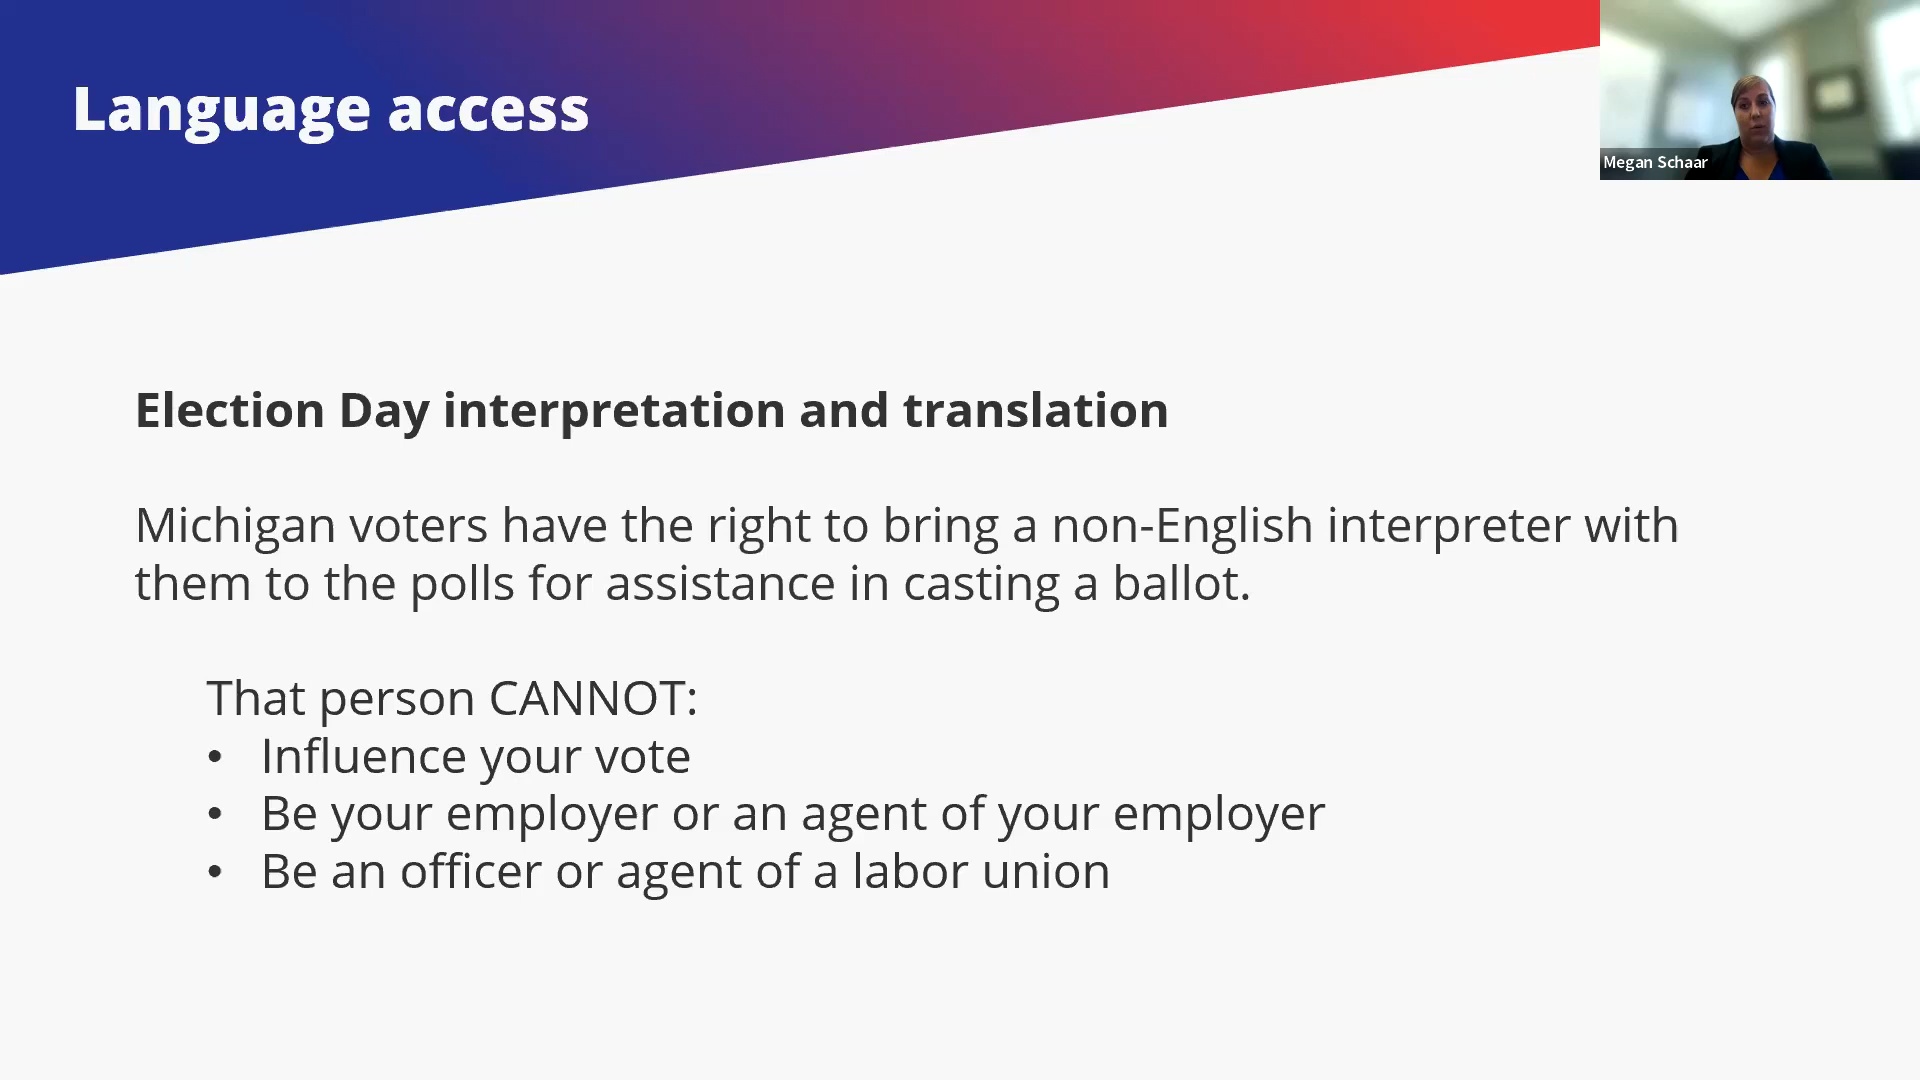 Language access
Megan Schaar
Election Day interpretation and translation
Michigan voters have the right to bring a non-English interpreter with
them to the polls for assistance in casting a ballot.
That person CANNOT:
• Influence your vote
• Be your employer or an agent of your employer
• Be an officer or agent of a labor union